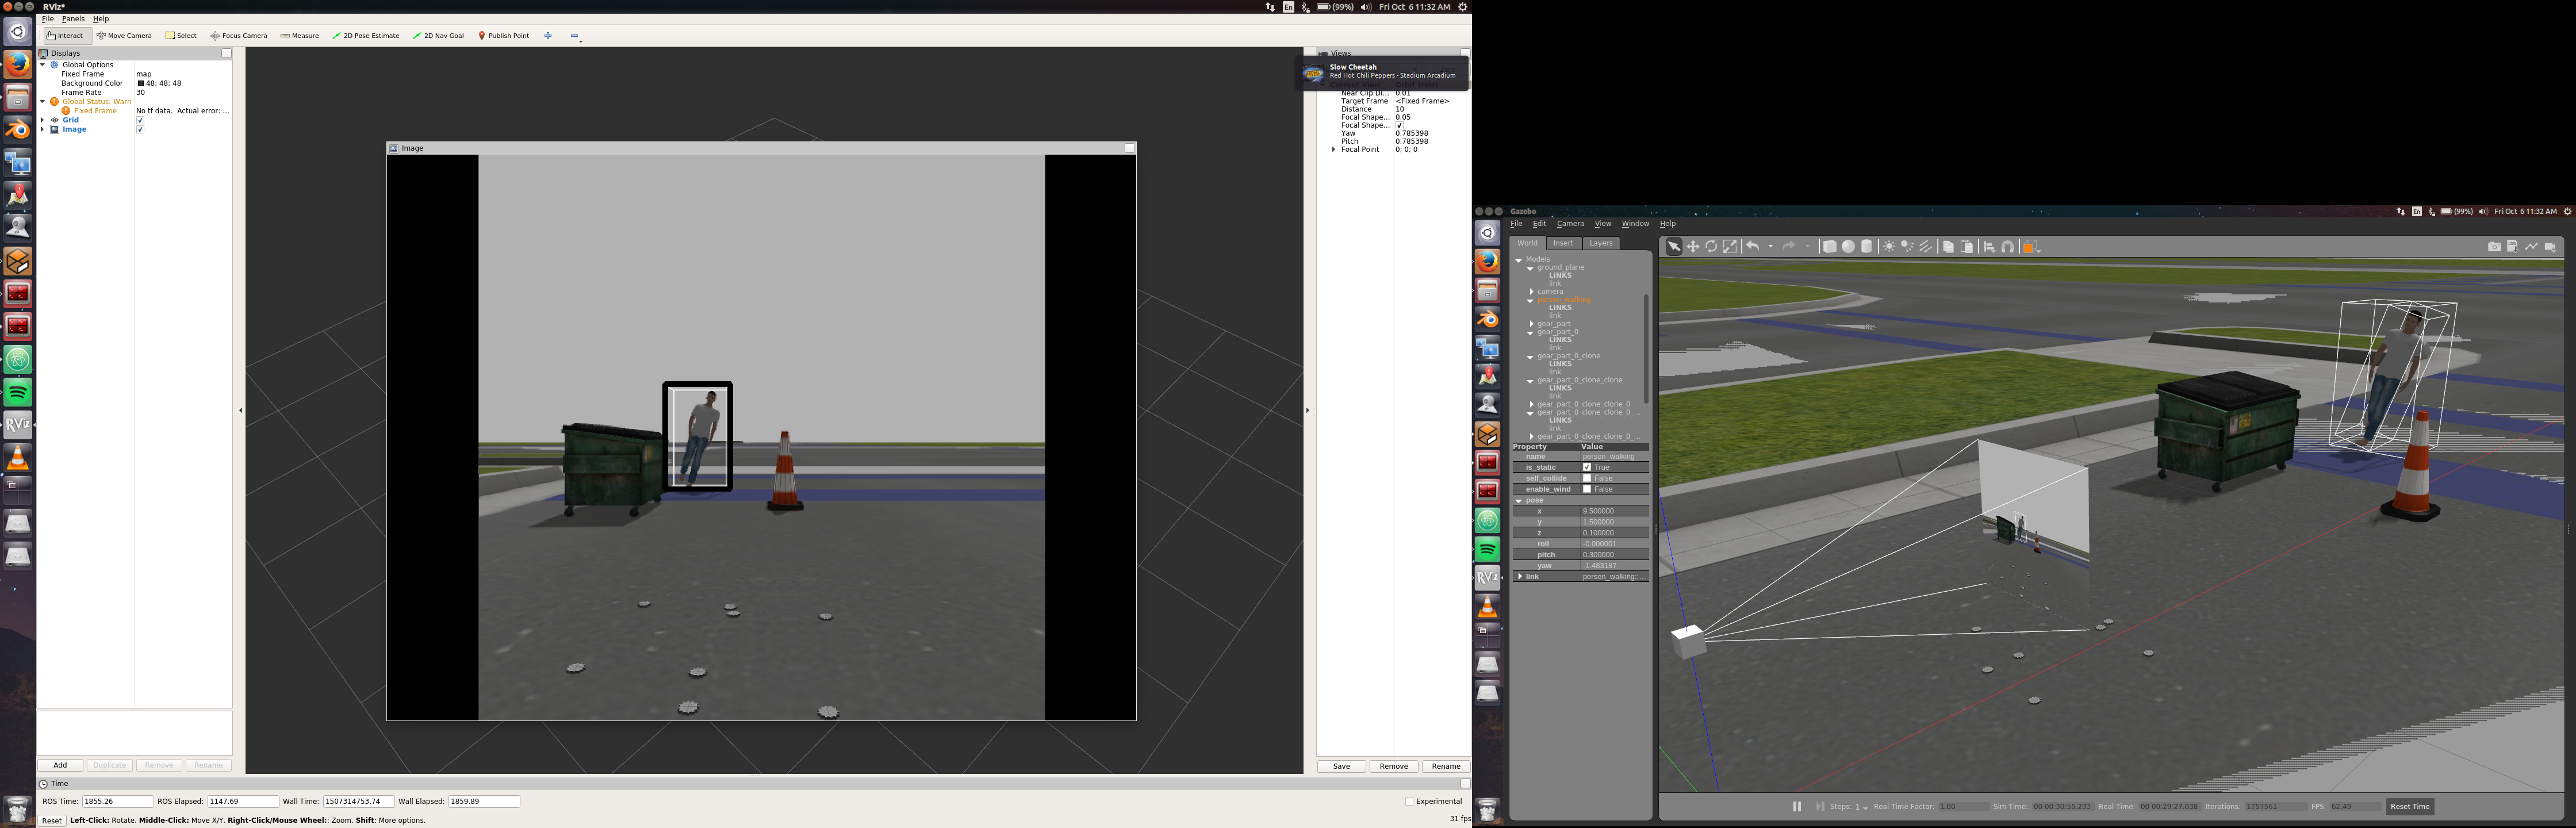 RViz*
En (99%) Fri Oct 6 11:32 AM
File Panels Help
Interact Move Camera Select Focus Camera Measure 2D Pose Estimate 2D Nav Goal Publish Point
Displays
Global Options
Fixed Frame map
Background Color 48; 48; 48
Frame Rate 30
Global Status: Warn
Fixed Frame No tf data. Actual error: ...
Grid
Image
Add Duplicate Remove Rename
Image
Views
Slow Cheetah
Red Hot Chili Peppers - Stadium Arcadium
Near Clip Di... 0.01
Target Frame <Fixed Frame>
Distance 10
Focal Shape... 0.05
Focal Shape...
Yaw 0.785398
Pitch 0.785398
Focal Point 0; 0; 0
Save Remove Rename
Time
ROS Time: 1855.26 ROS Elapsed: 1147.69 Wall Time: 1507314753.74 Wall Elapsed: 1859.89 Experimental
Reset Left-Click: Rotate. Middle-Click: Move X/Y. Right-Click/Mouse Wheel:: Zoom. Shift: More options. 31 fps
RViz
Gazebo
En (99%) Fri Oct 6 11:32 AM
File Edit Camera View Window Help
World Insert Layers
Models
ground_plane
LINKS
link
camera
person_walking
LINKS
link
gear_part
gear_part_0
LINKS
link
gear_part_0_clone
LINKS
link
gear_part_0_clone_clone
LINKS
link
gear_part_0_clone_clone_0
gear_part_0_clone_clone_0_...
LINKS
link
gear_part_0_clone_clone_0_...
Property Value
name person_walking
is_static True
self_collide False
enable_wind False
pose
x 9.500000
y 1.500000
z 0.100000
roll -0.000001
pitch 0.300000
yaw -1.483187
link person_walking::...
RViz
Steps: 1 Real Time Factor: 1.00 Sim Time: 00 00:30:55.233 Real Time: 00 00:29:27.038 Iterations: 1757561 FPS: 62.49 Reset Time